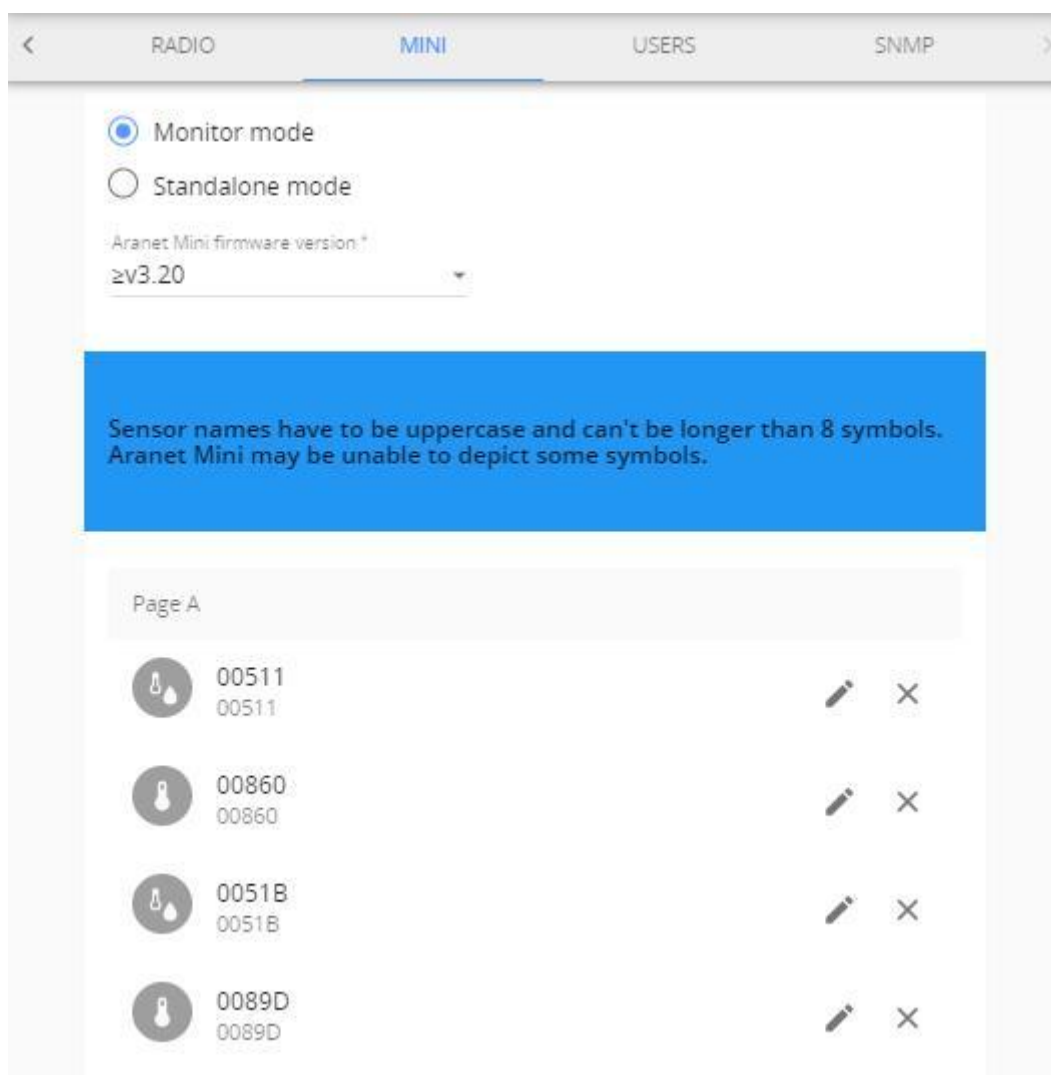 RADIO MINI USERS SNMP
Monitor mode
Standalone mode
Aranet Mini firmware version *
≥v3.20
Sensor names have to be uppercase and can't be longer than 8 symbols.
Aranet Mini may be unable to depict some symbols.
Page A
00511
00511
00860
00860
0051B
0051B
0089D
0089D